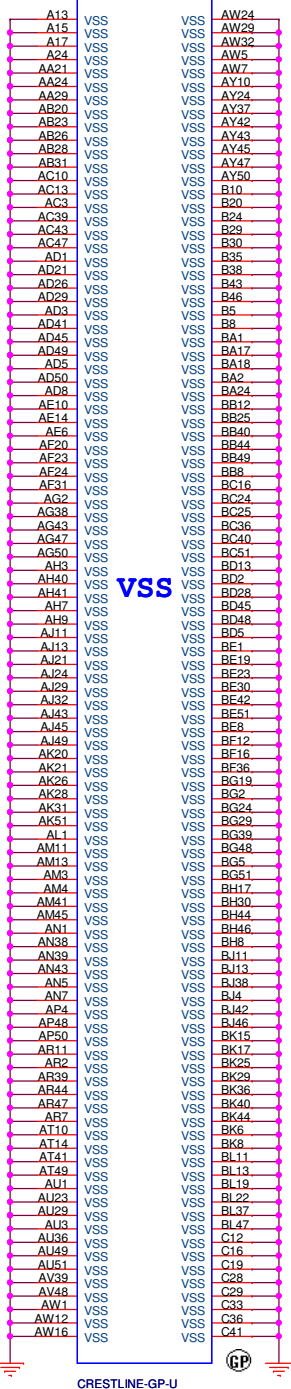 A13 VSS VSS AW24
A15 VSS VSS AW29
A17 VSS VSS AW32
A24 VSS VSS AW5
AA21 VSS VSS AW7
AA24 VSS VSS AY10
AA29 VSS VSS AY24
AB20 VSS VSS AY37
AB23 VSS VSS AY42
AB26 VSS VSS AY43
AB28 VSS VSS AY45
AB31 VSS VSS AY47
AC10 VSS VSS AY50
AC13 VSS VSS B10
AC3 VSS VSS B20
AC39 VSS VSS B24
AC43 VSS VSS B29
AC47 VSS VSS B30
AD1 VSS VSS B35
AD21 VSS VSS B38
AD26 VSS VSS B43
AD29 VSS VSS B46
AD3 VSS VSS B5
AD41 VSS VSS B8
AD45 VSS VSS BA1
AD49 VSS VSS BA17
AD5 VSS VSS BA18
AD50 VSS VSS BA2
AD8 VSS VSS BA24
AE10 VSS VSS BB12
AE14 VSS VSS BB25
AE6 VSS VSS BB40
AF20 VSS VSS BB44
AF23 VSS VSS BB49
AF24 VSS VSS BB8
AF31 VSS VSS BC16
AG2 VSS VSS BC24
AG38 VSS VSS BC25
AG43 VSS VSS BC36
AG47 VSS VSS BC40
AG50 VSS VSS BC51
AH3 VSS VSS BD13
AH40 VSS VSS BD2
VSS
AH41 VSS VSS BD28
AH7 VSS VSS BD45
AH9 VSS VSS BD48
AJ11 VSS VSS BD5
AJ13 VSS VSS BE1
AJ21 VSS VSS BE19
AJ24 VSS VSS BE23
AJ29 VSS VSS BE30
AJ32 VSS VSS BE42
AJ43 VSS VSS BE51
AJ45 VSS VSS BE8
AJ49 VSS VSS BF12
AK20 VSS VSS BF16
AK21 VSS VSS BF36
AK26 VSS VSS BG19
AK28 VSS VSS BG2
AK31 VSS VSS BG24
AK51 VSS VSS BG29
AL1 VSS VSS BG39
AM11 VSS VSS BG48
AM13 VSS VSS BG5
AM3 VSS VSS BG51
AM4 VSS VSS BH17
AM41 VSS VSS BH30
AM45 VSS VSS BH44
AN1 VSS VSS BH46
AN38 VSS VSS BH8
AN39 VSS VSS BJ11
AN43 VSS VSS BJ13
AN5 VSS VSS BJ38
AN7 VSS VSS BJ4
AP4 VSS VSS BJ42
AP48 VSS VSS BJ46
AP50 VSS VSS BK15
AR11 VSS VSS BK17
AR2 VSS VSS BK25
AR39 VSS VSS BK29
AR44 VSS VSS BK36
AR47 VSS VSS BK40
AR7 VSS VSS BK44
AT10 VSS VSS BK6
AT14 VSS VSS BK8
AT41 VSS VSS BL11
AT49 VSS VSS BL13
AU1 VSS VSS BL19
AU23 VSS VSS BL22
AU29 VSS VSS BL37
AU3 VSS VSS BL47
AU36 VSS VSS C12
AU49 VSS VSS C16
AU51 VSS VSS C19
AV39 VSS VSS C28
AV48 VSS VSS C29
AW1 VSS VSS C33
AW12 VSS VSS C36
AW16 VSS VSS C41
GP
CRESTLINE-GP-U